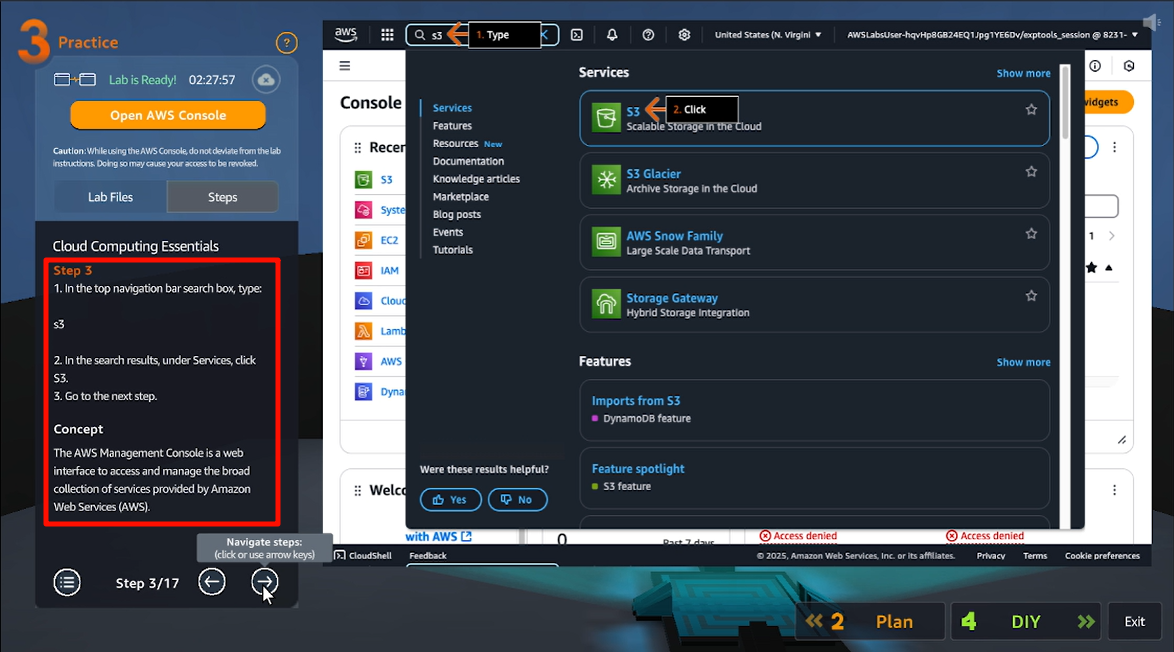 3 Practice
?
Lab is Ready! 02:27:57
Open AWS Console
Caution: While using the AWS Console, do not deviate from the lab
instructions. Doing so may cause your access to be revoked.
Lab Files
Steps
Cloud Computing Essentials
Step 3
1. In the top navigation bar search box, type:
s3
2. In the search results, under Services, click
S3.
3. Go to the next step.
Concept
The AWS Management Console is a web
interface to access and manage the broad
collection of services provided by Amazon
Web Services (AWS).
Navigate steps:
(click or use arrow keys)
Step 3/17
aws
s3
1. Type
United States (N. Virgini
AWSLabsUser-hqvHp8GB24EQ1Jpg1YE6Dv/exptools_session @ 8231-
Console
widgets
Recen
S3
Syste
EC2
IAM
Cloud
Lamb
AWS
Dyna
1
Services
Features
Resources New
Documentation
Knowledge articles
Marketplace
Blog posts
Events
Tutorials
Were these results helpful?
Yes
No
Services
Show more
S3
2. Click
Scalable Storage in the Cloud
S3 Glacier
Archive Storage in the Cloud
AWS Snow Family
Large Scale Data Transport
Storage Gateway
Hybrid Storage Integration
Features
Show more
Imports from S3
DynamoDB feature
Feature spotlight
S3 feature
Welc
with AWS
0
Past 7 days
Access denied
Access denied
CloudShell
Feedback
© 2025, Amazon Web Services, Inc. or its affiliates.
Privacy
Terms
Cookie preferences
2 Plan
4 DIY
Exit